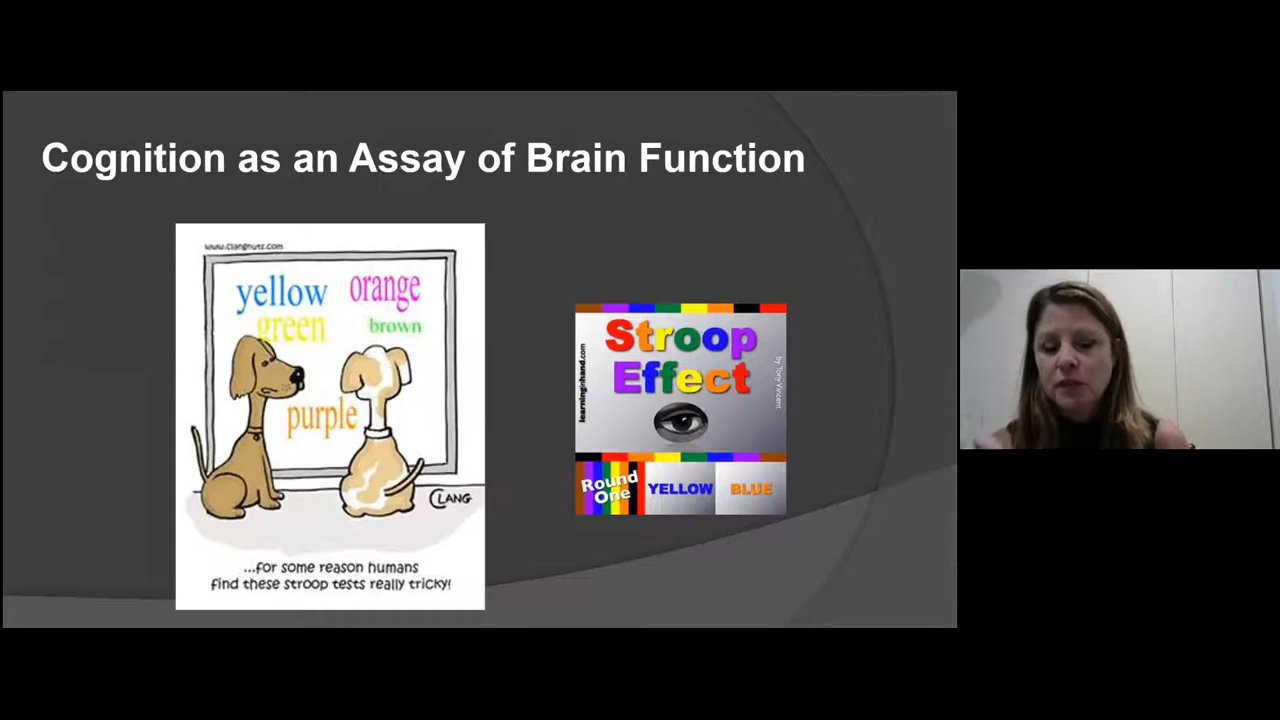 Cognition as an Assay of Brain Function
www.clangnutz.com
yellow orange
green brown
purple
CLANG
...for some reason humans
find these stroop tests really tricky!
Stroop
Effect
learninginhand.com
by Tony Vincent
Round
One
YELLOW
BLUE